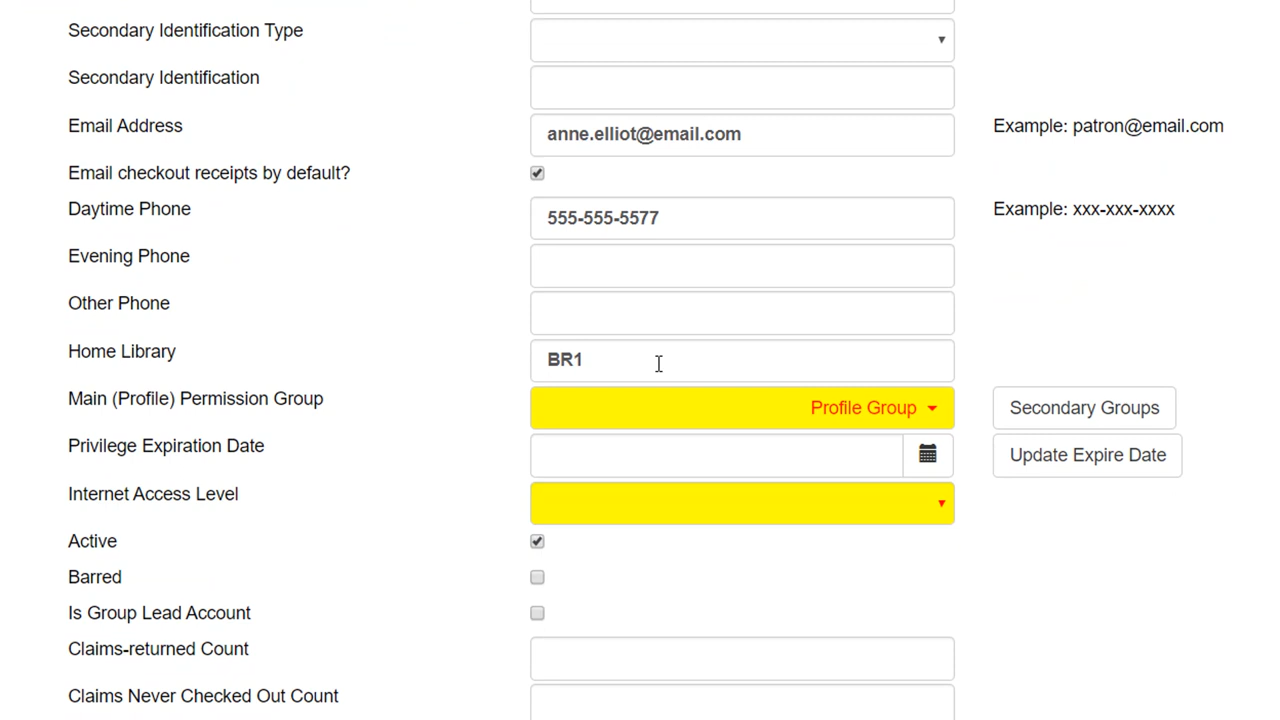 Secondary Identification Type
Secondary Identification
Email Address anne.elliot@email.com Example: patron@email.com
Email checkout receipts by default?
Daytime Phone 555-555-5577 Example: xxx-xxx-xxxx
Evening Phone
Other Phone
Home Library BR1
Main (Profile) Permission Group Profile Group Secondary Groups
Privilege Expiration Date Update Expire Date
Internet Access Level
Active
Barred
Is Group Lead Account
Claims-returned Count
Claims Never Checked Out Count